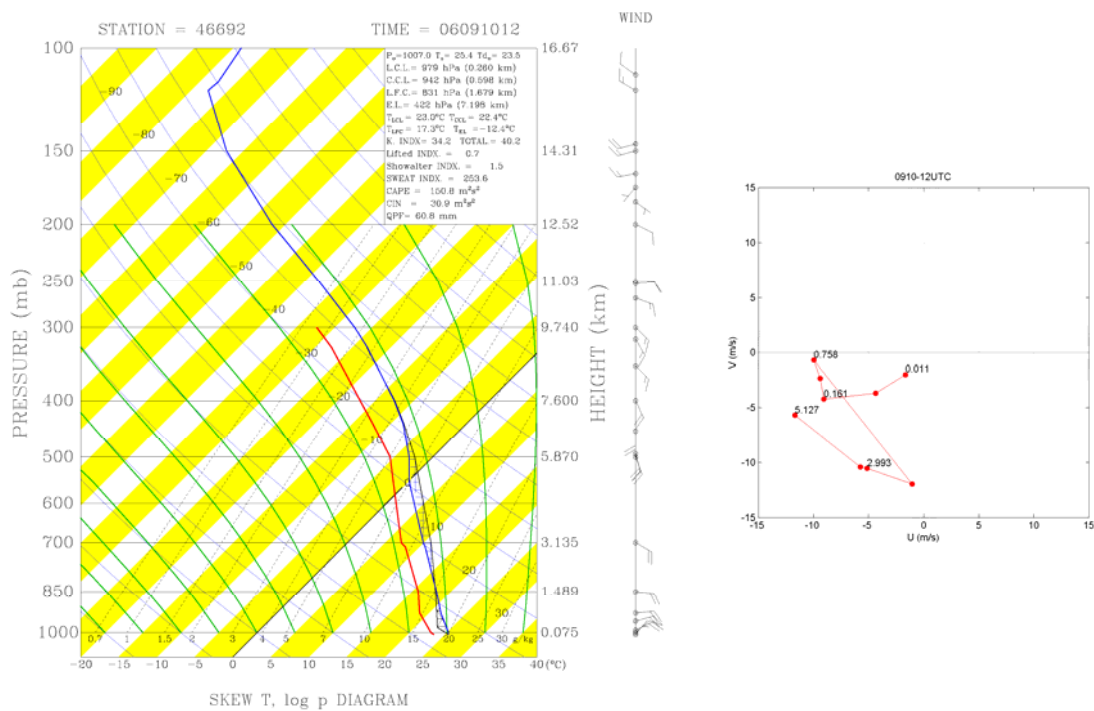 STATION = 46692
TIME = 06091012
WIND
100
150
200
250
300
400
500
600
700
850
1000
PRESSURE (mb)
16.67
14.31
12.52
11.03
9.740
7.600
5.870
3.135
1.489
0.075
HEIGHT (km)
Ps=1007.0 Ts= 25.4 Tds= 23.5
L.C.L.= 979 hPa (0.260 km)
C.C.L.= 942 hPa (0.598 km)
L.F.C.= 831 hPa (1.679 km)
E.L.= 422 hPa (7.198 km)
TLCL= 23.0°C TCCL= 22.4°C
TLFC= 17.3°C TEL =-12.4°C
K. INDX= 34.2 TOTAL= 40.2
Lifted INDX. = 0.7
Showalter INDX. = 1.5
SWEAT INDX. = 253.6
CAPE = 150.8 m²s²
CIN = 30.9 m²s²
QPF= 60.8 mm
-90
-80
-70
-60
-50
-40
-30
-20
-10
0
10
20
30
0.7 1 1.5 2 3 4 5 7 10 15 20 25 30 g/kg
-20 -15 -10 -5 0 5 10 15 20 25 30 35 40 (°C)
SKEW T, log p DIAGRAM
0910-12UTC
15
10
5
0
-5
-10
-15
V (m/s)
0.758
0.011
0.161
5.127
2.993
-15 -10 -5 0 5 10 15
U (m/s)